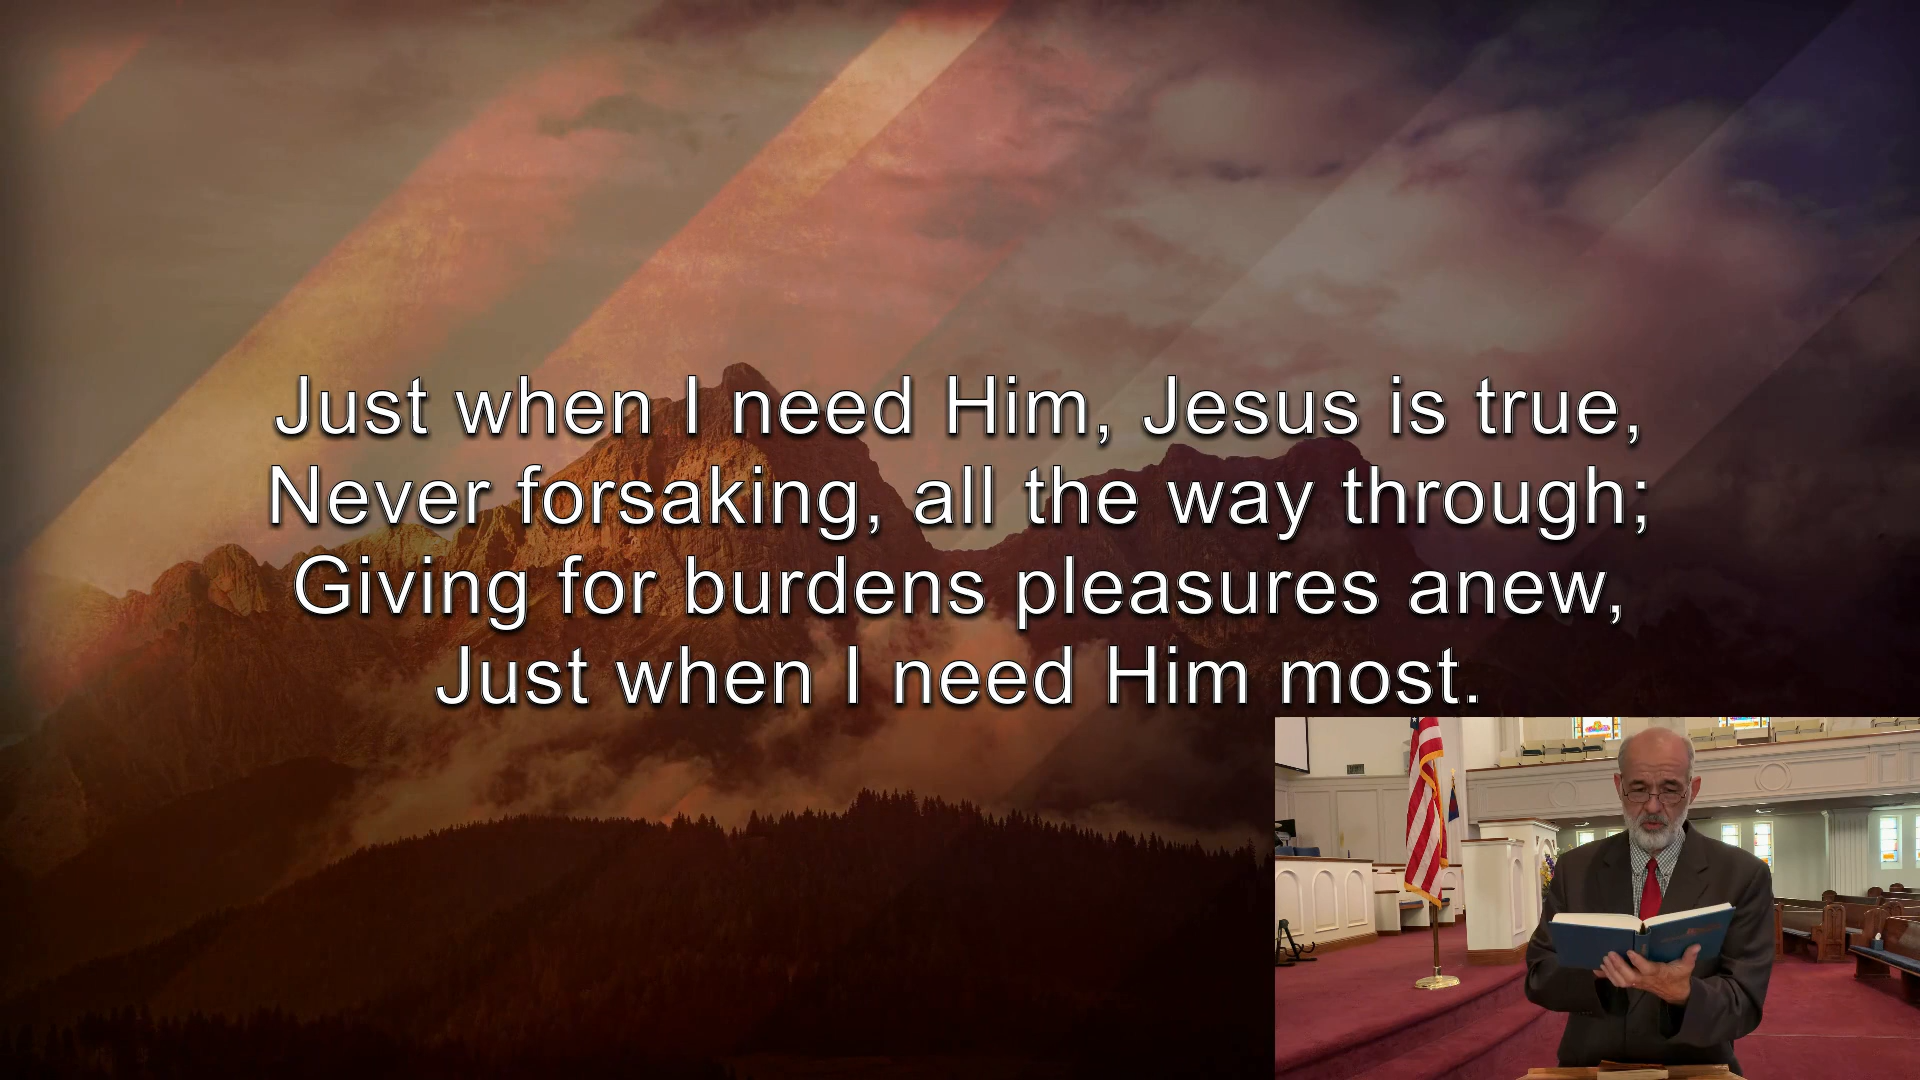 Just when I need Him, Jesus is true,
Never forsaking, all the way through;
Giving for burdens pleasures anew,
Just when I need Him most.